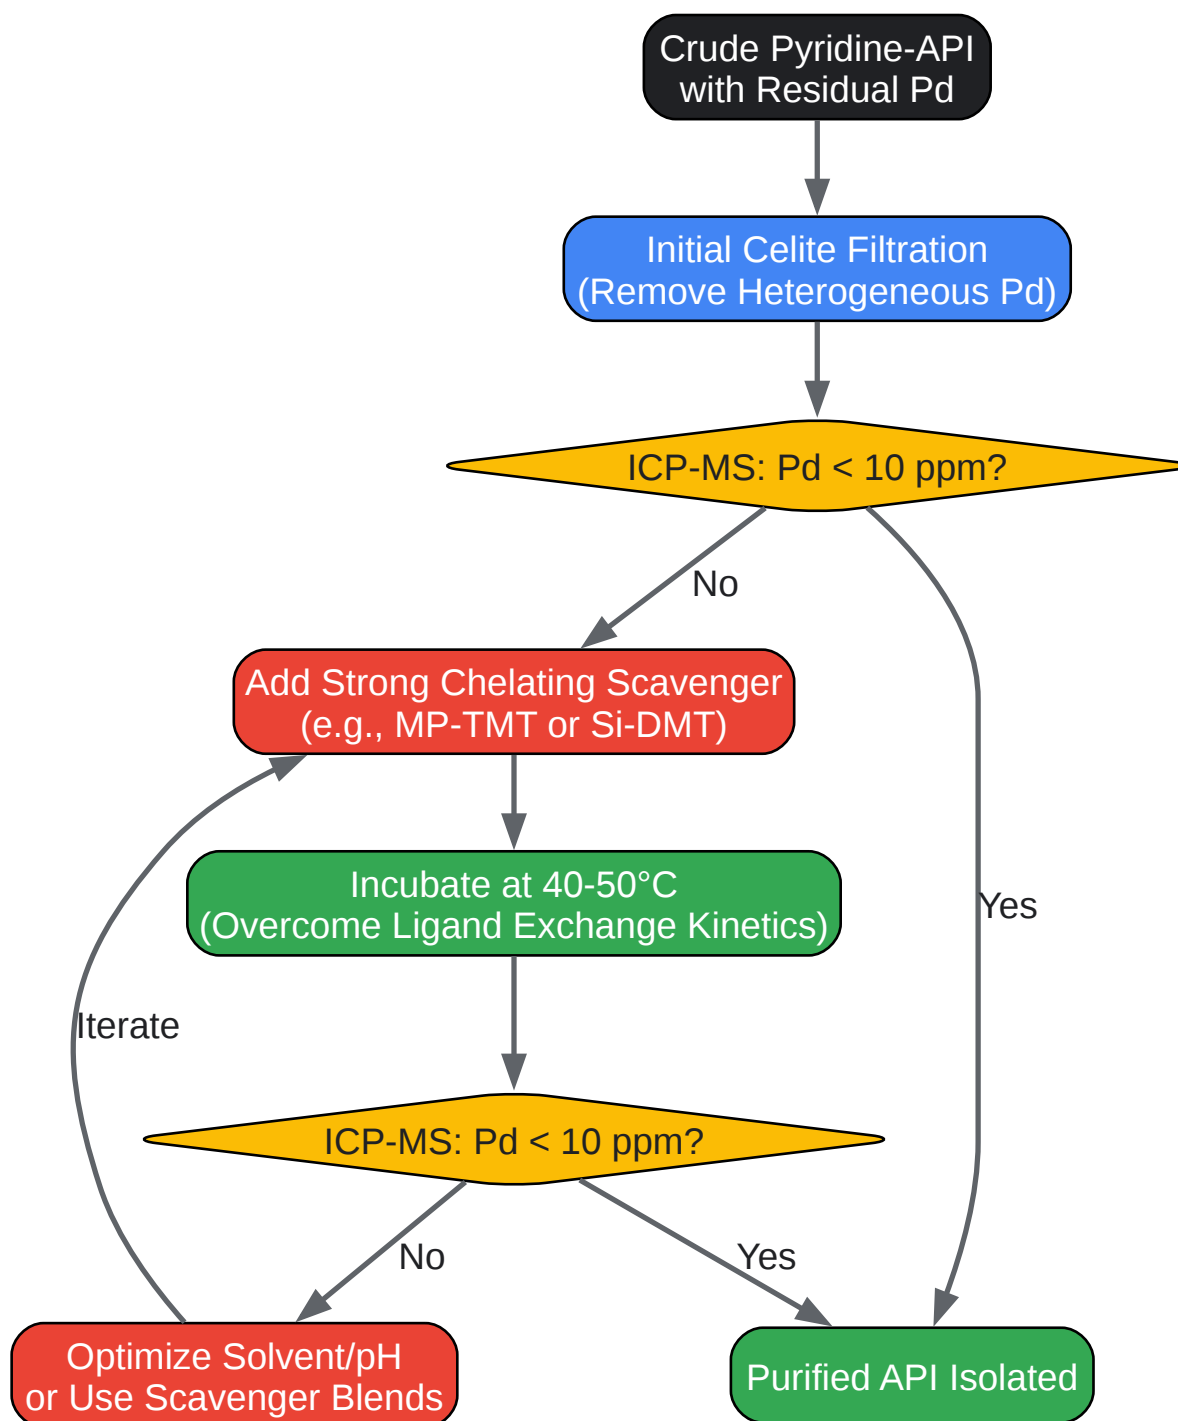 Crude Pyridine-API
with Residual Pd
Initial Celite Filtration
(Remove Heterogeneous Pd)
ICP-MS: Pd < 10 ppm?
No
Add Strong Chelating Scavenger
(e.g., MP-TMT or Si-DMT)
Incubate at 40-50°C
(Overcome Ligand Exchange Kinetics)
Yes
Iterate
ICP-MS: Pd < 10 ppm?
No
Yes
Optimize Solvent/pH
or Use Scavenger Blends
Purified API Isolated